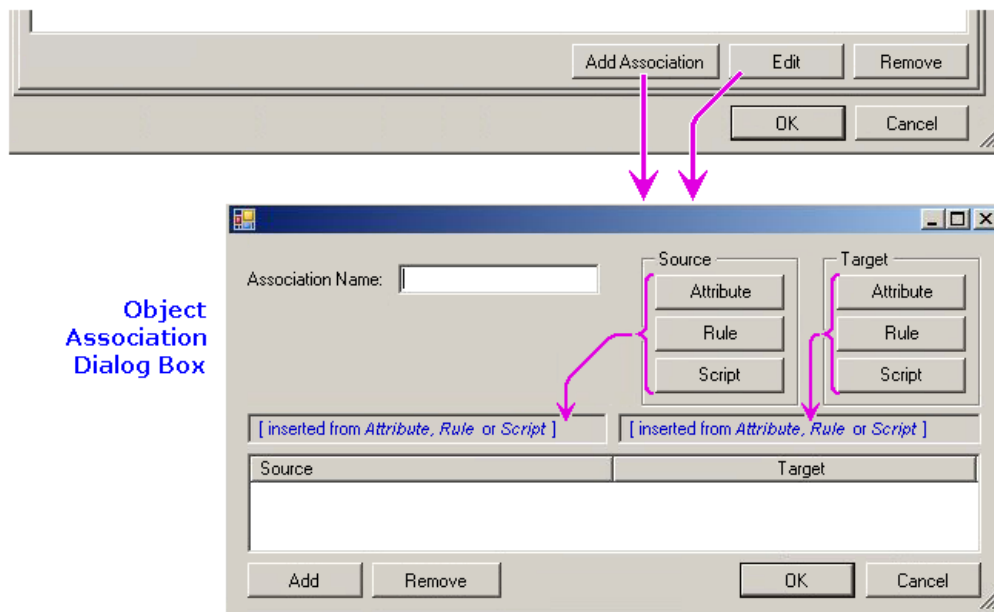 Add Association Edit Remove
OK Cancel
Source Target
Association Name: Attribute Attribute
Object
Association
Dialog Box
Rule Rule
Script Script
[ inserted from Attribute, Rule or Script ] [ inserted from Attribute, Rule or Script ]
Source Target
Add Remove OK Cancel